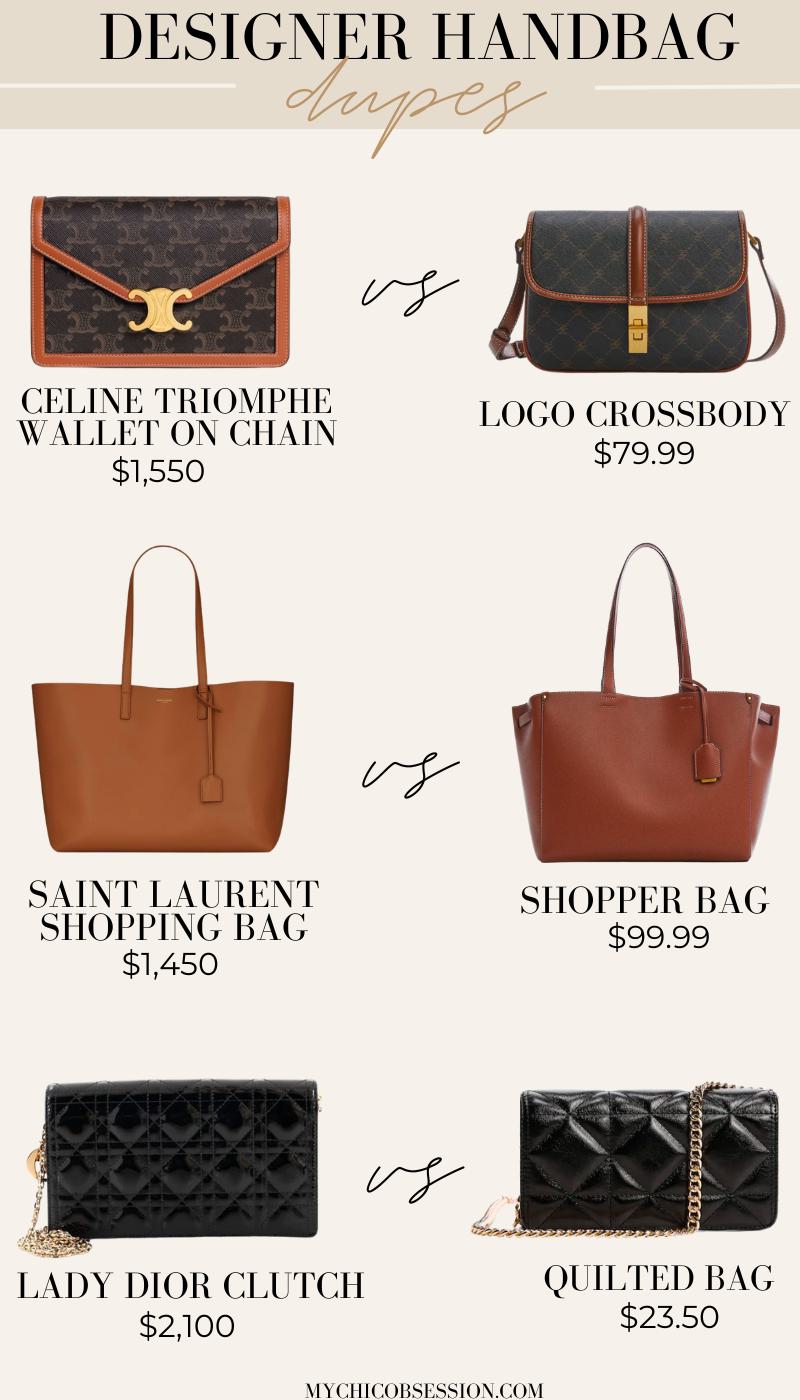 DESIGNER HANDBAG
dupes
vs
CELINE TRIOMPHE
WALLET ON CHAIN
$1,550
LOGO CROSSBODY
$79.99
vs
SAINT LAURENT
SHOPPING BAG
$1,450
SHOPPER BAG
$99.99
vs
LADY DIOR CLUTCH
$2,100
QUILTED BAG
$23.50
MYCHICOBSESSION.COM